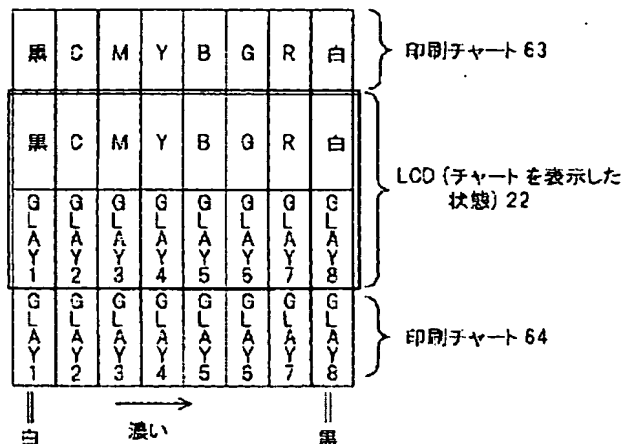 黒 C M Y B G R 白
印刷チャート 63
黒 C M Y B G R 白
LCD (チャートを表示した
状態) 22
GLAY1 GLAY2 GLAY3 GLAY4 GLAY5 GLAY6 GLAY7 GLAY8
GLAY1 GLAY2 GLAY3 GLAY4 GLAY5 GLAY6 GLAY7 GLAY8
印刷チャート 64
白 濃い 黒